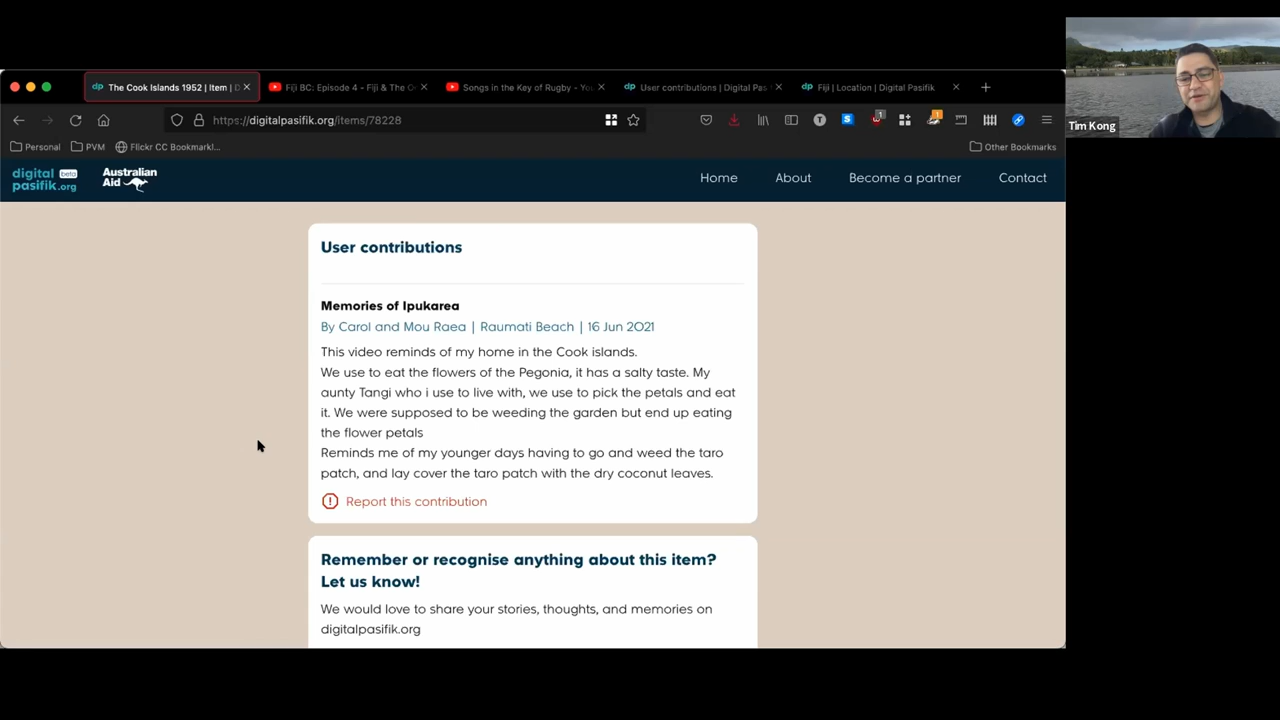 The Cook Islands 1952 | Item | D
Fiji BC: Episode 4 - Fiji & The C
Songs in the Key of Rugby - Yo
User contributions | Digital Pas
Fiji | Location | Digital Pasifik
https://digitalpasifik.org/items/78228
Personal
PVM
Flickr CC Bookmarkl...
Other Bookmarks
digital beta
pasifik.org
Australian
Aid
Home
About
Become a partner
Contact
User contributions
Memories of Ipukarea
By Carol and Mou Raea | Raumati Beach | 16 Jun 2021
This video reminds of my home in the Cook islands.
We use to eat the flowers of the Pegonia, it has a salty taste. My
aunty Tangi who i use to live with, we use to pick the petals and eat
it. We were supposed to be weeding the garden but end up eating
the flower petals
Reminds me of my younger days having to go and weed the taro
patch, and lay cover the taro patch with the dry coconut leaves.
Report this contribution
Remember or recognise anything about this item?
Let us know!
We would love to share your stories, thoughts, and memories on
digitalpasifik.org
Tim Kong